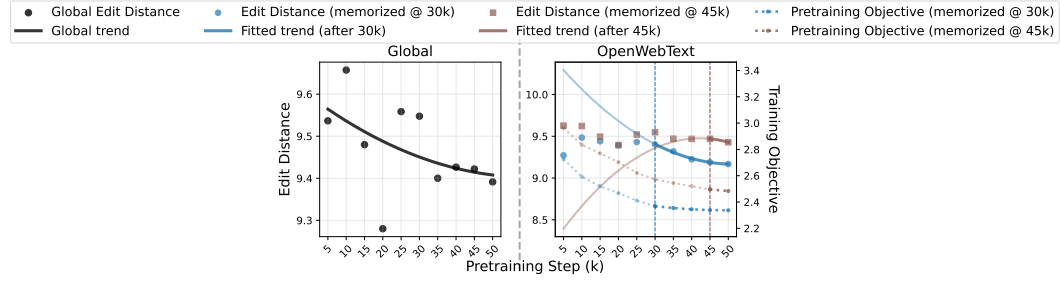 Global Edit Distance
Edit Distance (memorized @ 30k)
Edit Distance (memorized @ 45k)
Pretraining Objective (memorized @ 30k)
Global trend
Fitted trend (after 30k)
Fitted trend (after 45k)
Pretraining Objective (memorized @ 45k)
Global
OpenWebText
Edit Distance
9.6
9.5
9.4
9.3
5 10 15 20 25 30 35 40 45 50
10.0
9.5
9.0
8.5
5 10 15 20 25 30 35 40 45 50
3.4
3.2
3.0
2.8
2.6
2.4
2.2
Training Objective
Pretraining Step (k)